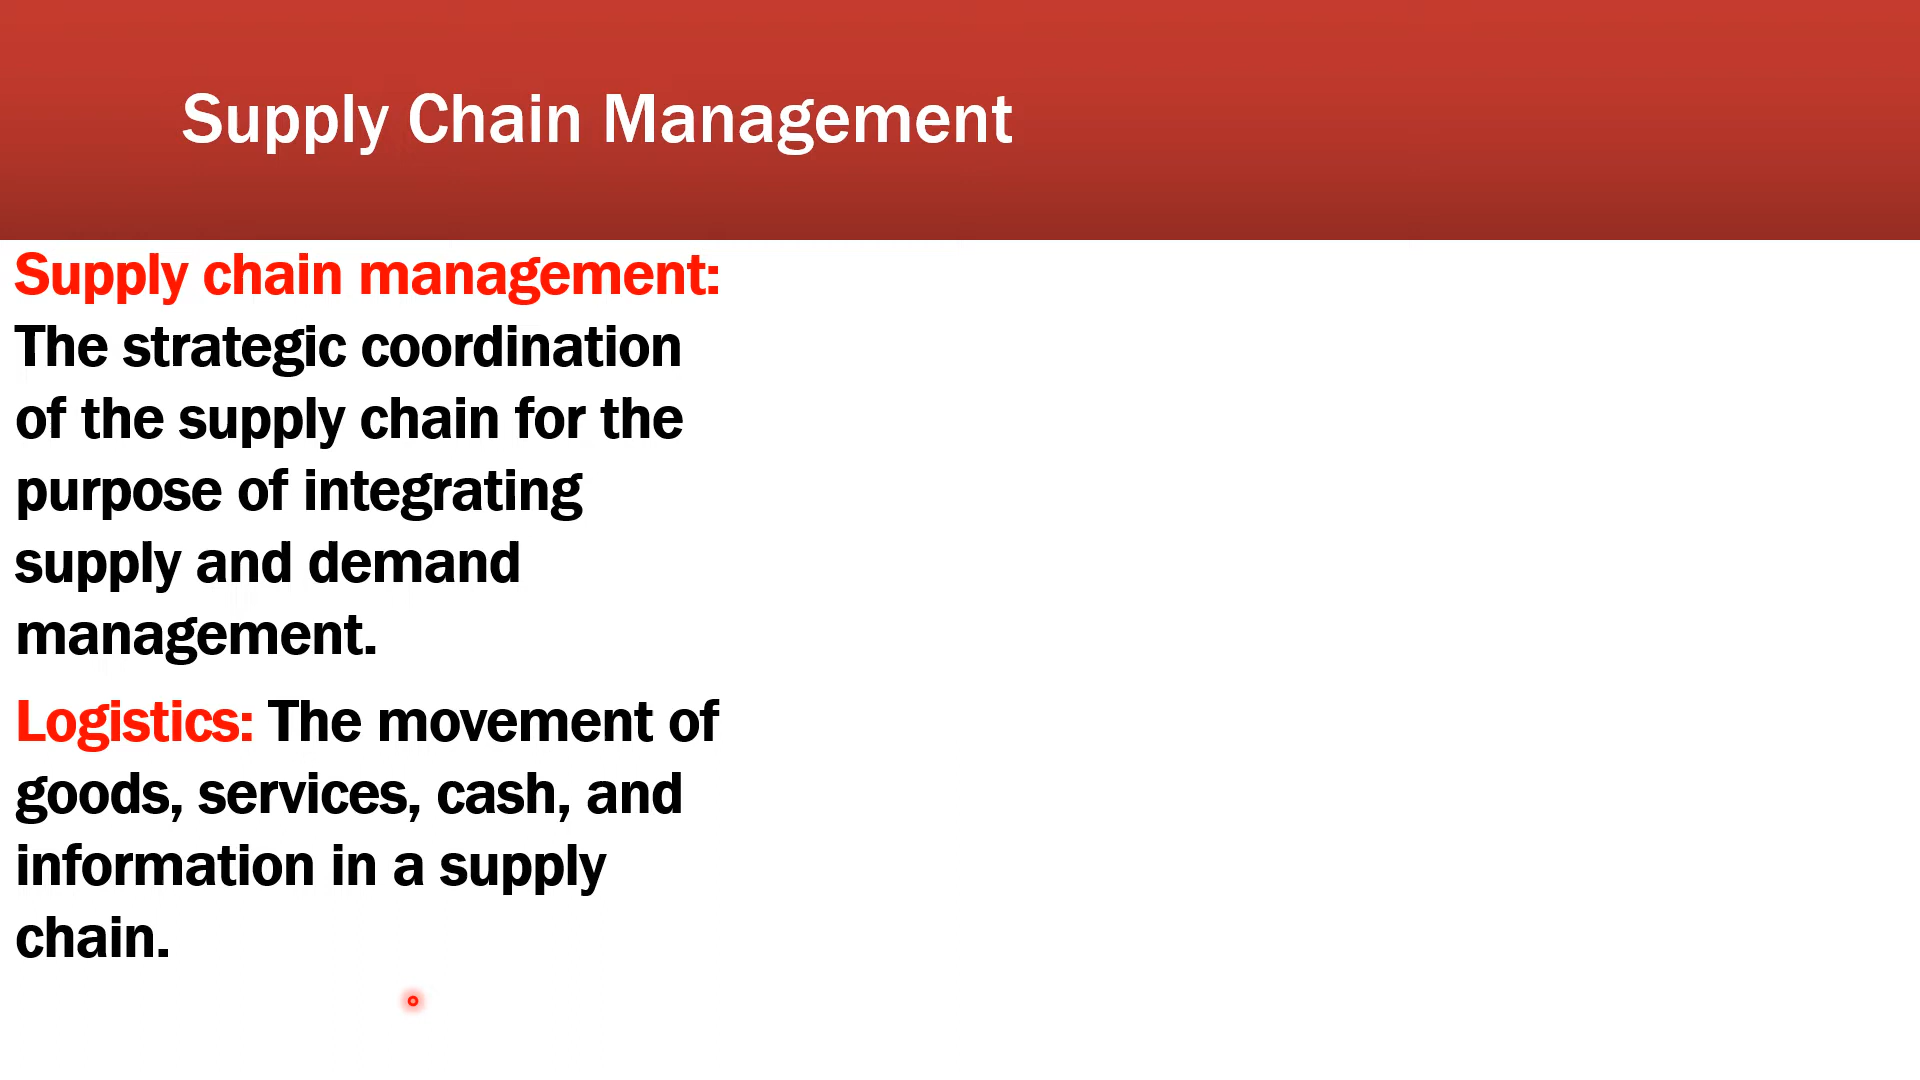 Supply Chain Management
Supply chain management:
The strategic coordination
of the supply chain for the
purpose of integrating
supply and demand
management.
Logistics: The movement of
goods, services, cash, and
information in a supply
chain.